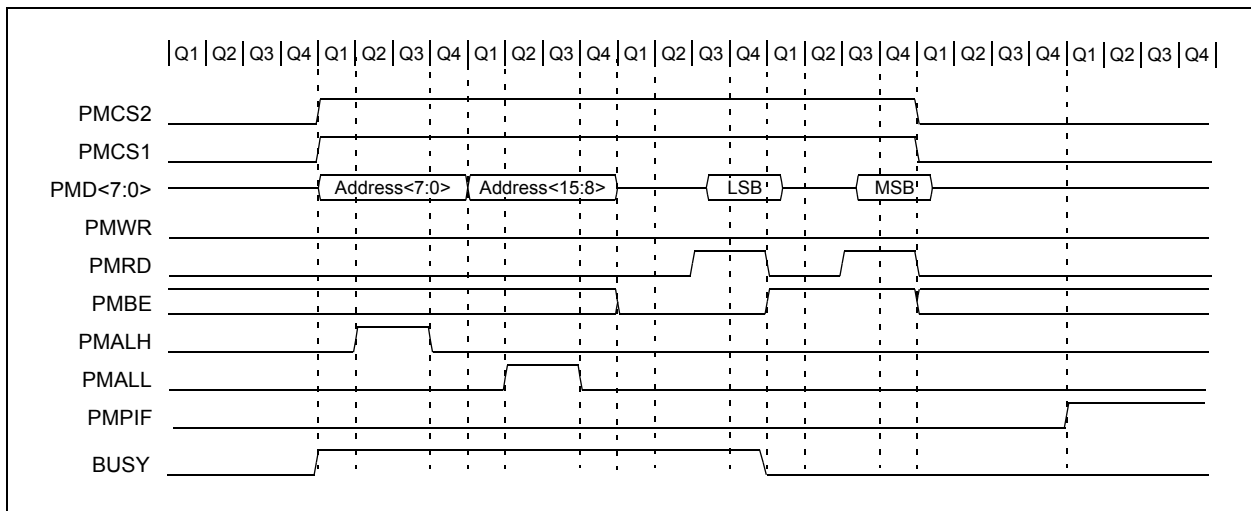 Q1 Q2 Q3 Q4 Q1 Q2 Q3 Q4 Q1 Q2 Q3 Q4 Q1 Q2 Q3 Q4 Q1 Q2 Q3 Q4 Q1 Q2 Q3 Q4 Q1 Q2 Q3 Q4
PMCS2
PMCS1
PMD<7:0> Address<7:0> Address<15:8> LSB MSB
PMWR
PMRD
PMBE
PMALH
PMALL
PMPIF
BUSY